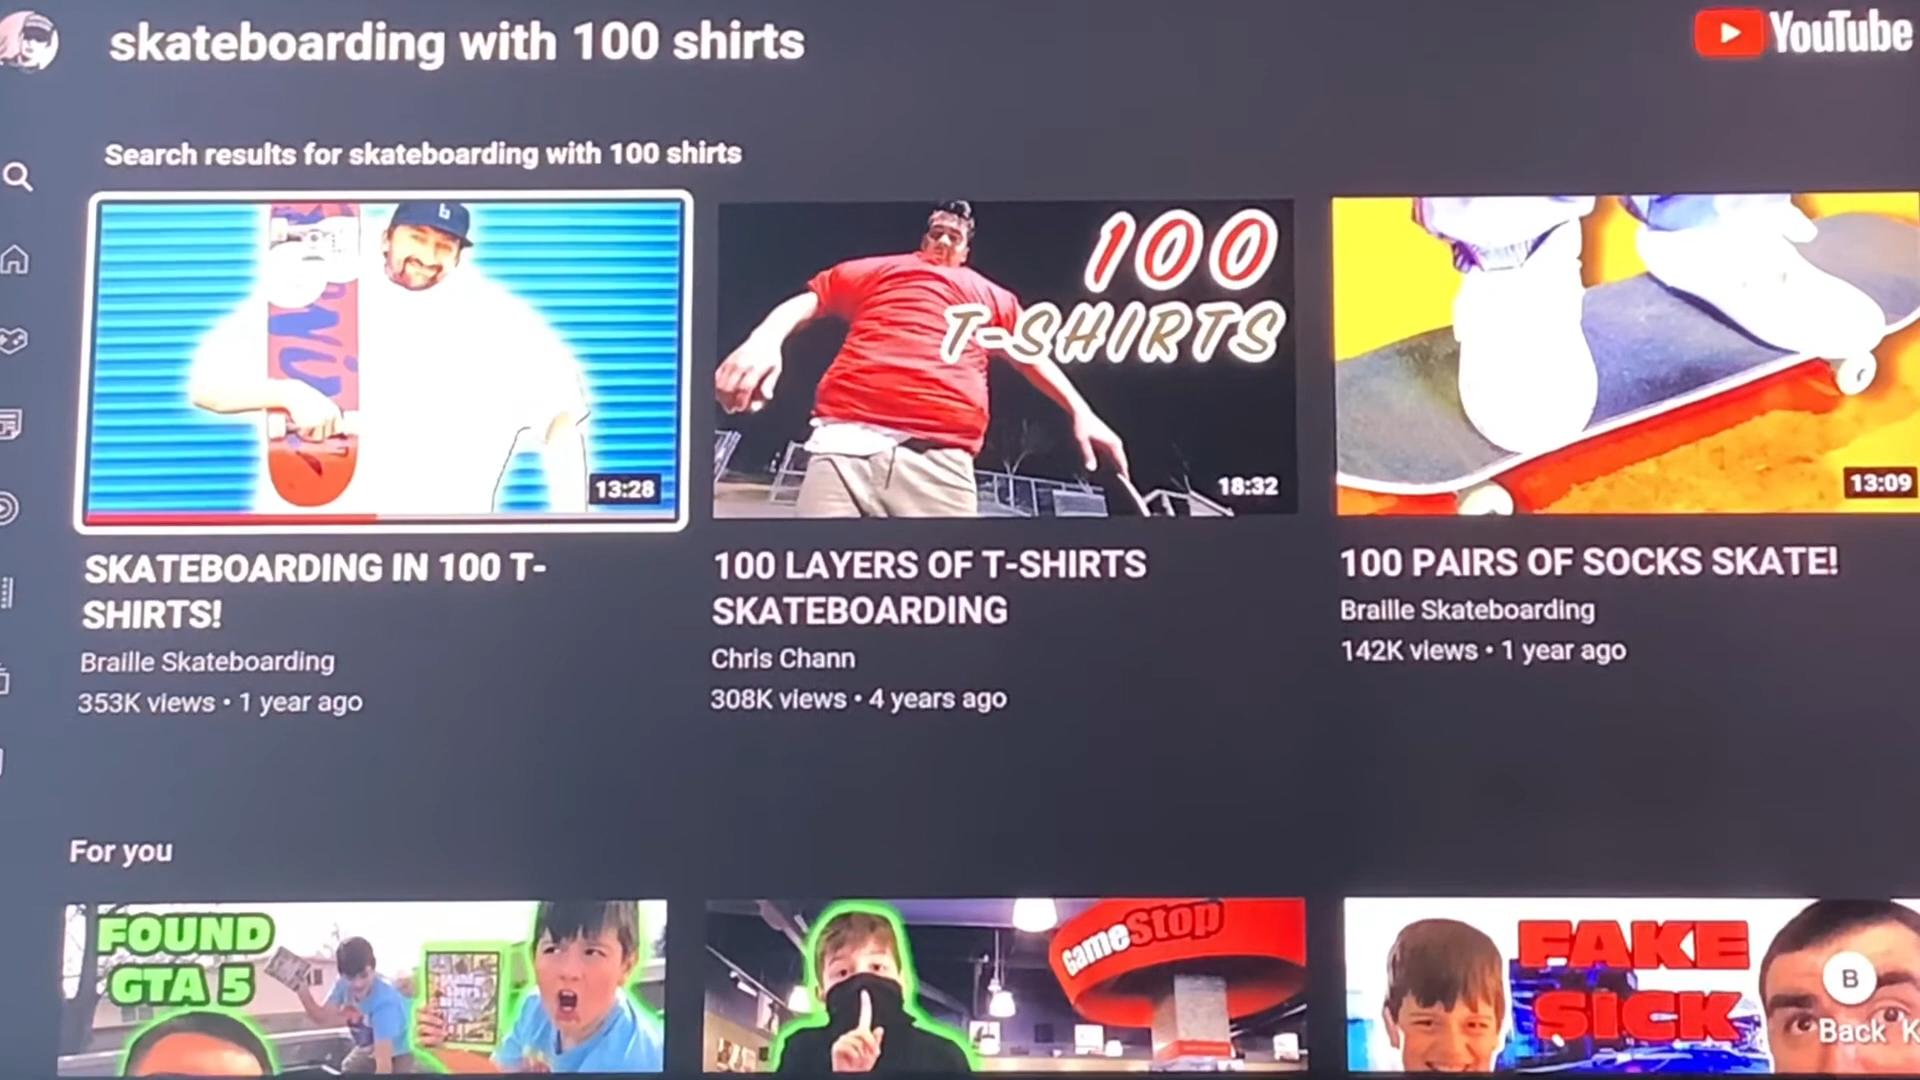 skateboarding with 100 shirts
YouTube
Search results for skateboarding with 100 shirts
b
13:28
100
T-SHIRTS
18:32
13:09
SKATEBOARDING IN 100 T-
SHIRTS!
Braille Skateboarding
353K views • 1 year ago
100 LAYERS OF T-SHIRTS
SKATEBOARDING
Chris Chann
308K views • 4 years ago
100 PAIRS OF SOCKS SKATE!
Braille Skateboarding
142K views • 1 year ago
For you
FOUND
GTA 5
GameStop
FAKE
SICK
B
Back